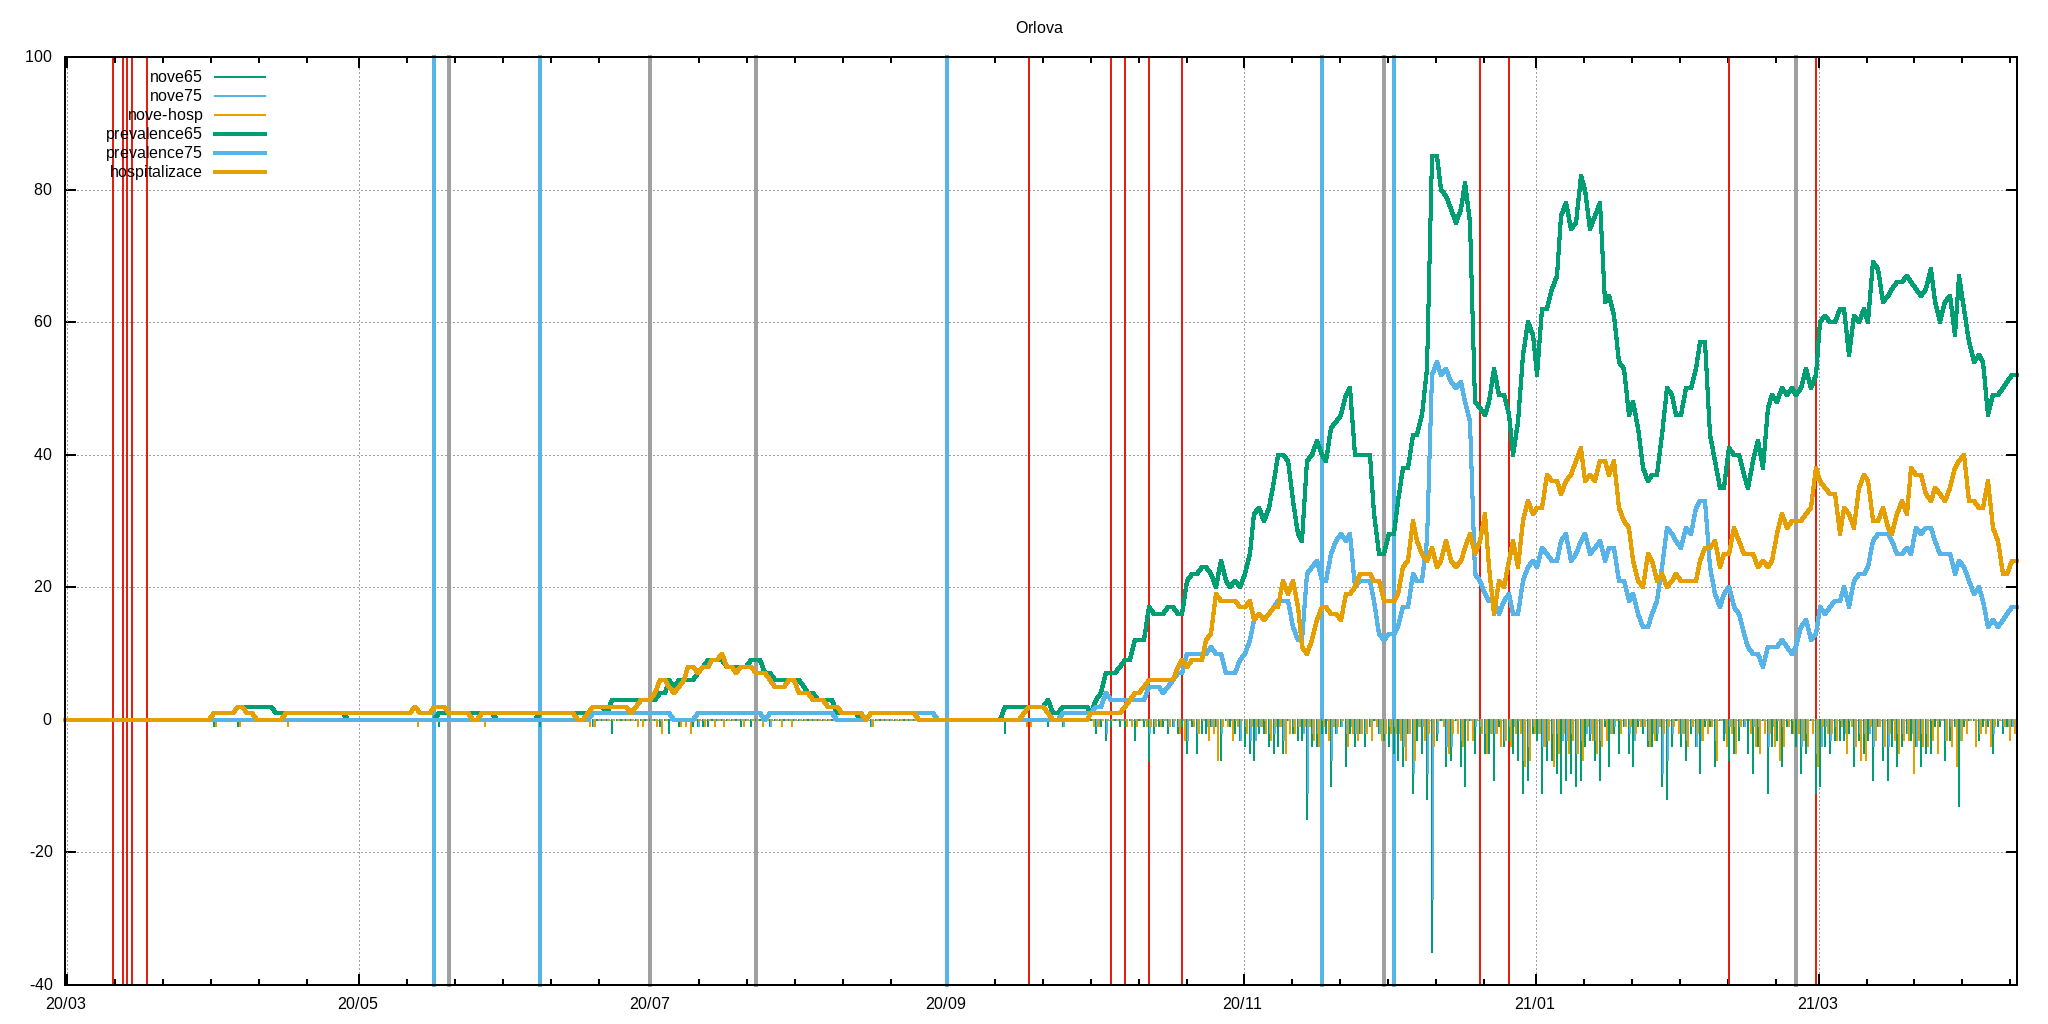 Orlova
100
nove65
nove75
nove-hosp
prevalence65
prevalence75
hospitalizace
80
60
40
20
0
-20
-40
20/03 20/05 20/07 20/09 20/11 21/01 21/03